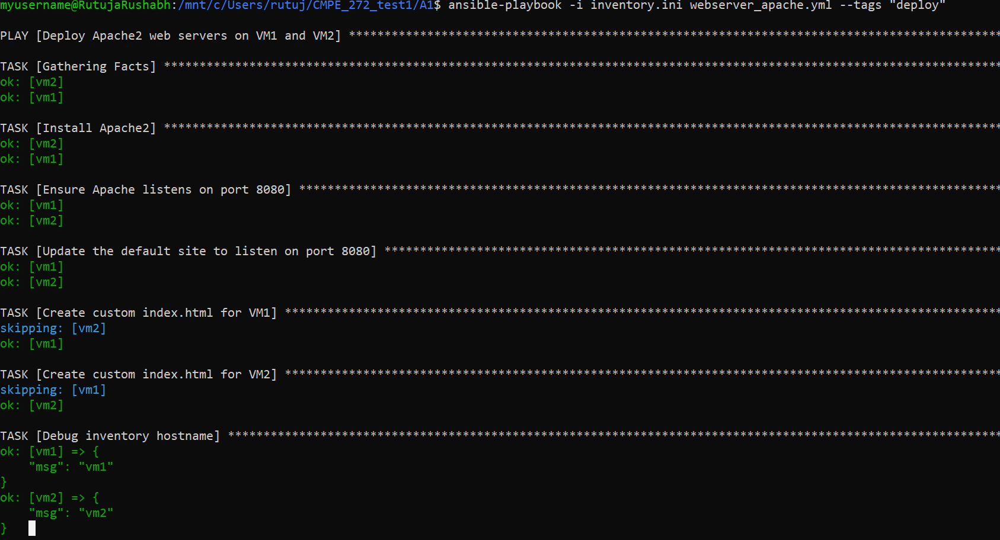 myusername@RutujaRushabh:/mnt/c/Users/rutuj/CMPE_272_test1/A1$ ansible-playbook -i inventory.ini webserver_apache.yml --tags "deploy"
PLAY [Deploy Apache2 web servers on VM1 and VM2] *******************************************************************************************
TASK [Gathering Facts] *********************************************************************************************************************
ok: [vm2]
ok: [vm1]
TASK [Install Apache2] *********************************************************************************************************************
ok: [vm2]
ok: [vm1]
TASK [Ensure Apache listens on port 8080] **************************************************************************************************
ok: [vm1]
ok: [vm2]
TASK [Update the default site to listen on port 8080] **************************************************************************************
ok: [vm1]
ok: [vm2]
TASK [Create custom index.html for VM1] ****************************************************************************************************
skipping: [vm2]
ok: [vm1]
TASK [Create custom index.html for VM2] ****************************************************************************************************
skipping: [vm1]
ok: [vm2]
TASK [Debug inventory hostname] ************************************************************************************************************
ok: [vm1] => {
    "msg": "vm1"
}
ok: [vm2] => {
    "msg": "vm2"
}